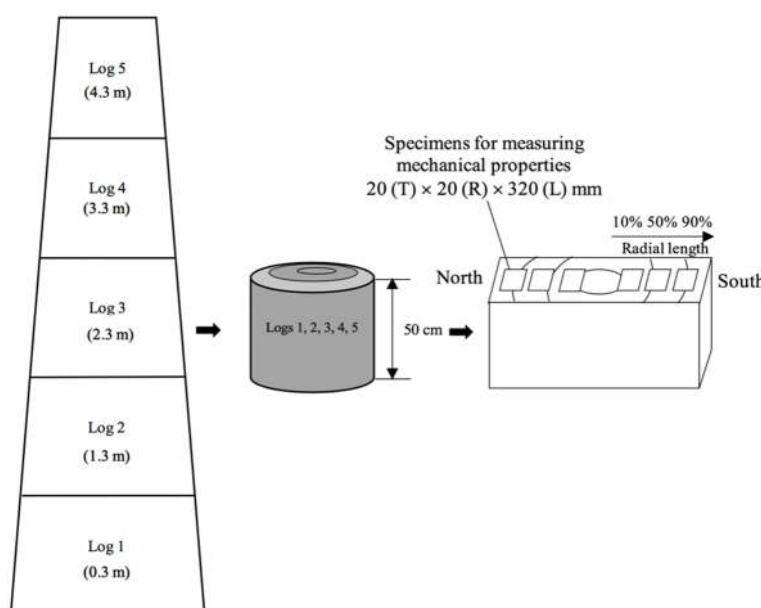 Log 5
(4.3 m)
Log 4
(3.3 m)
Log 3
(2.3 m)
Log 2
(1.3 m)
Log 1
(0.3 m)
Logs 1, 2, 3, 4, 5
50 cm
Specimens for measuring
mechanical properties
20 (T) × 20 (R) × 320 (L) mm
10% 50% 90%
Radial length
North
South